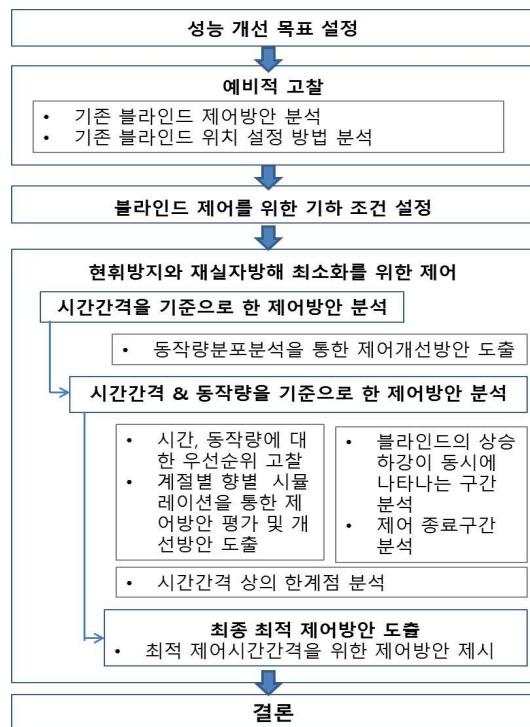 성능 개선 목표 설정
예비적 고찰
• 기존 블라인드 제어방안 분석
• 기존 블라인드 위치 설정 방법 분석
블라인드 제어를 위한 기하 조건 설정
현휘방지와 재실자방해 최소화를 위한 제어
시간간격을 기준으로 한 제어방안 분석
• 동작량분포분석을 통한 제어개선방안 도출
시간간격 & 동작량을 기준으로 한 제어방안 분석
• 시간, 동작량에 대
한 우선순위 고찰
• 계절별 향별 시뮬
레이션을 통한 제
어방안 평가 및 개
선방안 도출
• 블라인드의 상승
하강이 동시에
나타나는 구간
분석
• 제어 종료구간
분석
• 시간간격 상의 한계점 분석
최종 최적 제어방안 도출
• 최적 제어시간간격을 위한 제어방안 제시
결론